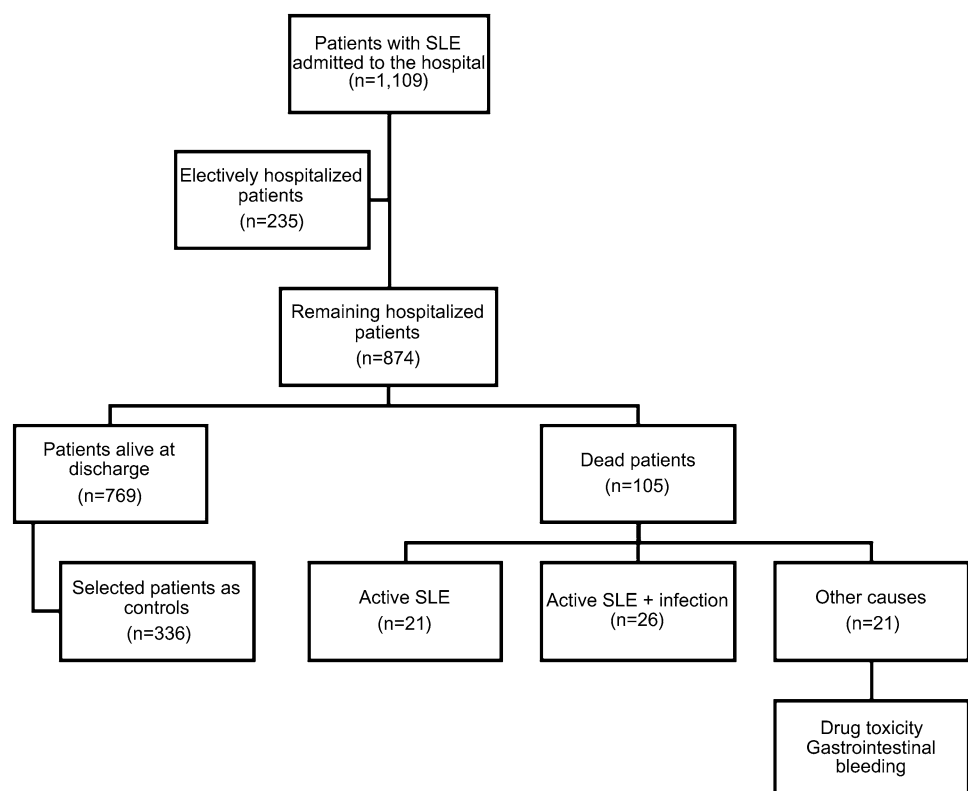 Patients with SLE
admitted to the hospital
(n=1,109)
Electively hospitalized
patients
(n=235)
Remaining hospitalized
patients
(n=874)
Patients alive at
discharge
(n=769)
Dead patients
(n=105)
Selected patients as
controls
(n=336)
Active SLE
(n=21)
Active SLE + infection
(n=26)
Other causes
(n=21)
Drug toxicity
Gastrointestinal
bleeding